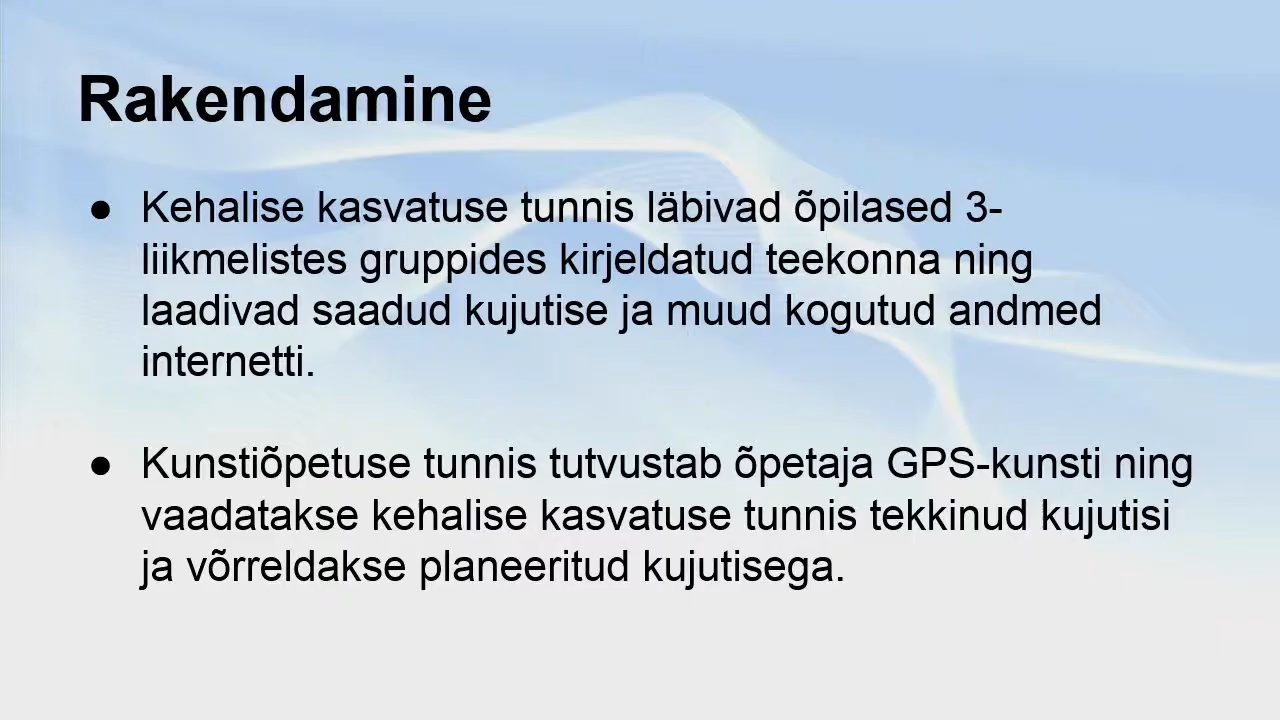 Rakendamine
● Kehalise kasvatuse tunnis läbivad õpilased 3-
liikmelistes gruppides kirjeldatud teekonna ning
laadivad saadud kujutise ja muud kogutud andmed
internetti.
● Kunstiõpetuse tunnis tutvustab õpetaja GPS-kunsti ning
vaadatakse kehalise kasvatuse tunnis tekkinud kujutisi
ja võrreldakse planeeritud kujutisega.